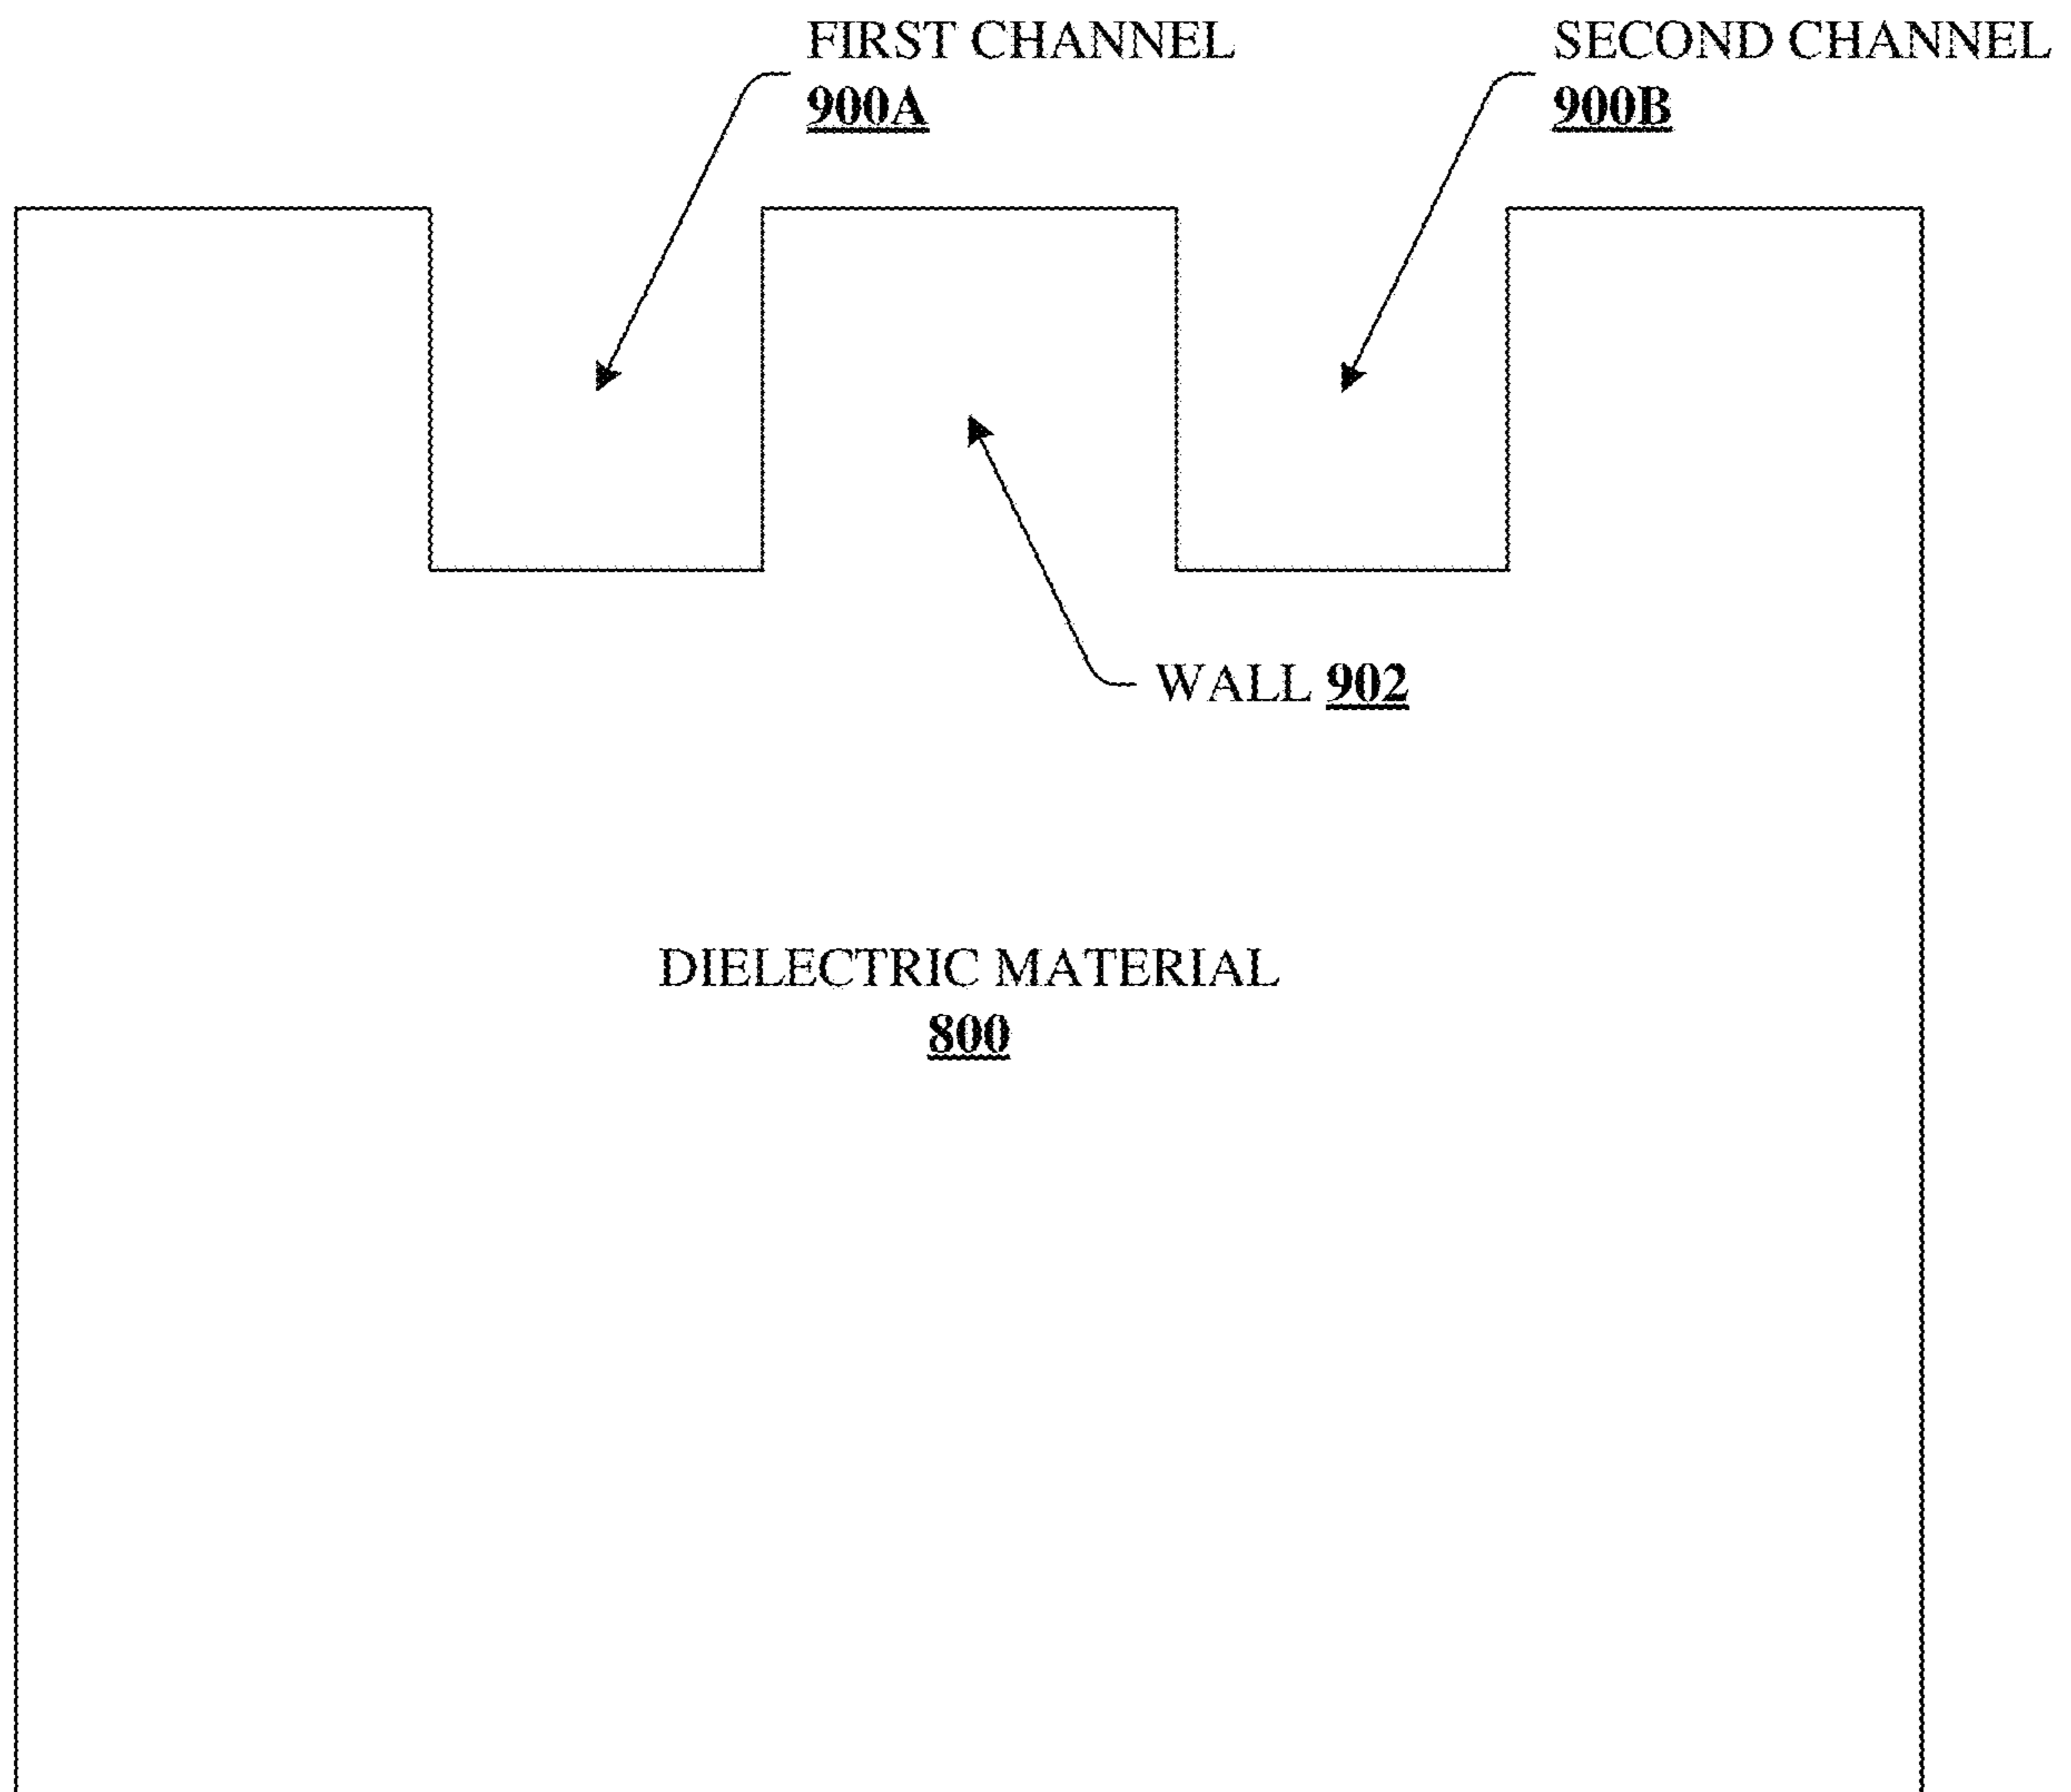 FIRST CHANNEL
900A
SECOND CHANNEL
900B
WALL 902
DIELECTRIC MATERIAL
800